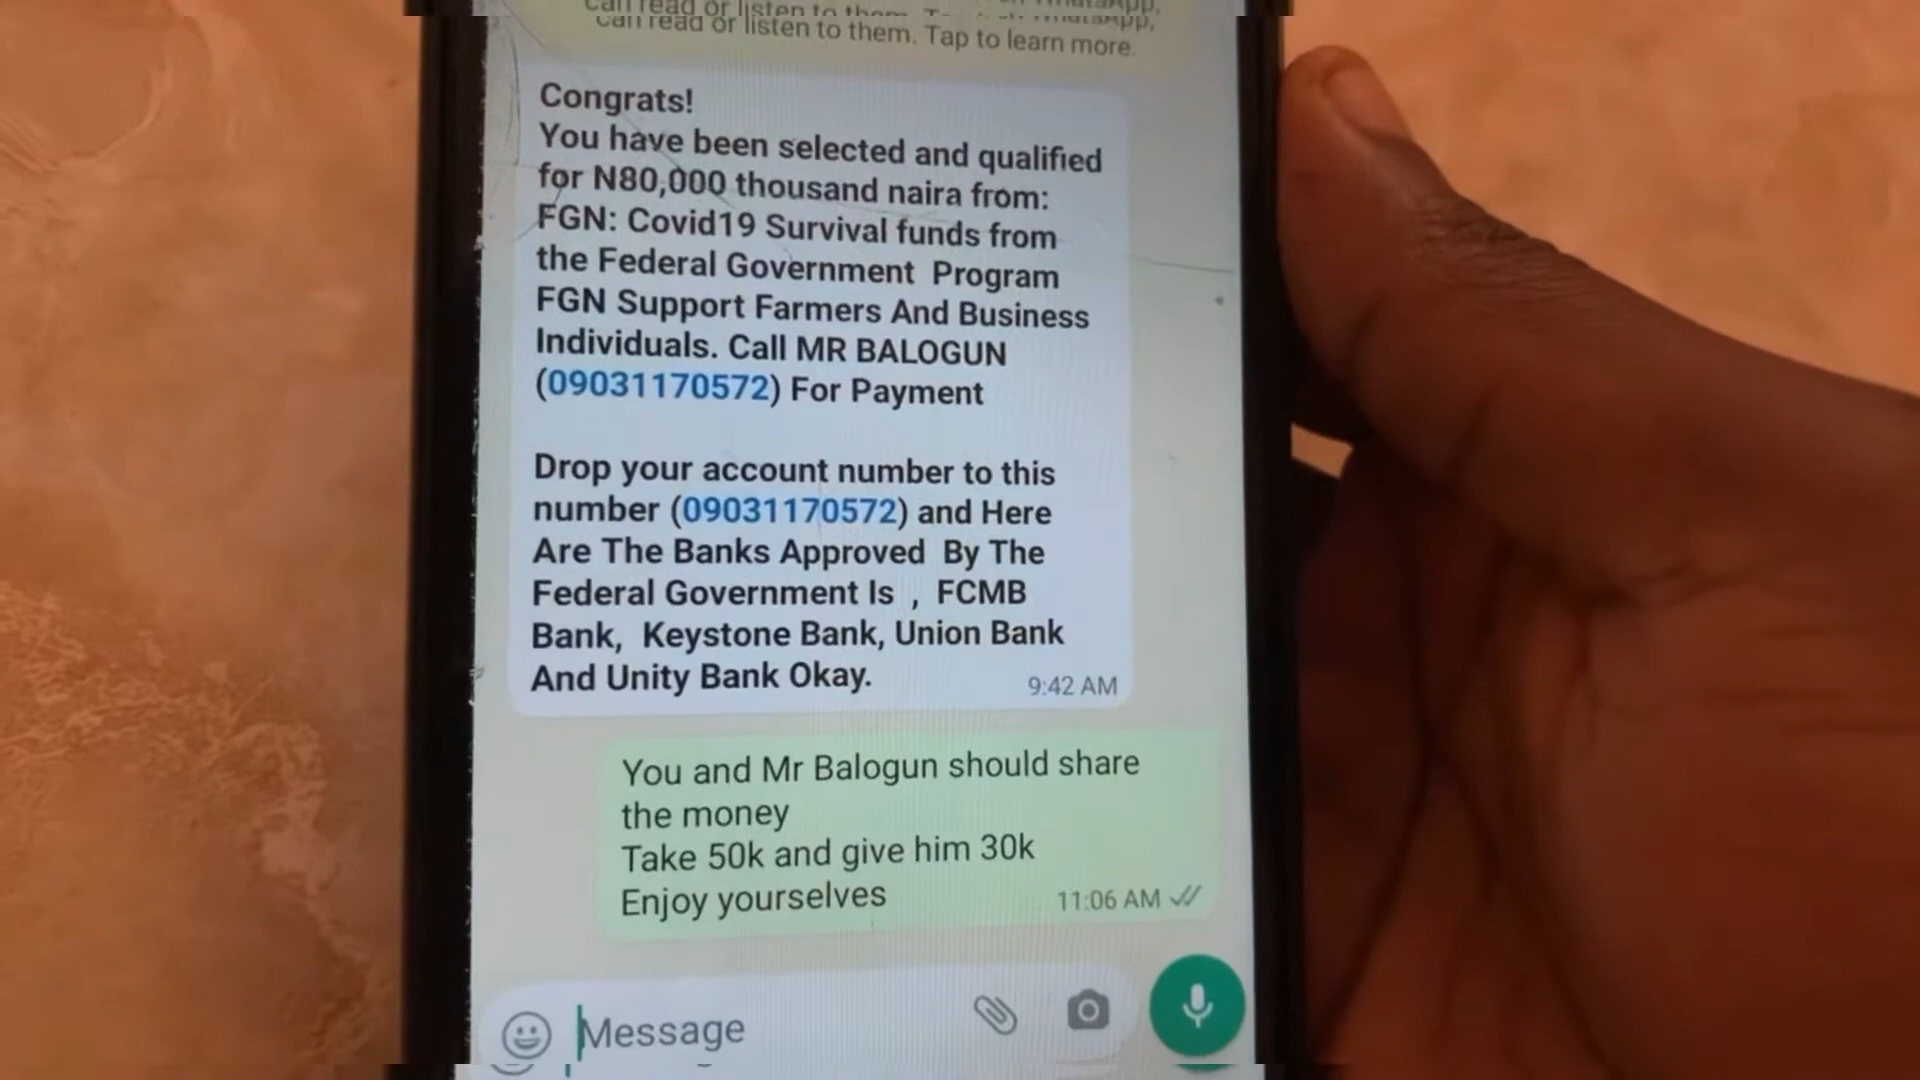 can read or listen to them. Tap to learn more.
Congrats!
You have been selected and qualified
for N80,000 thousand naira from:
FGN: Covid19 Survival funds from
the Federal Government Program
FGN Support Farmers And Business
Individuals. Call MR BALOGUN
(09031170572) For Payment
Drop your account number to this
number (09031170572) and Here
Are The Banks Approved By The
Federal Government Is , FCMB
Bank, Keystone Bank, Union Bank
And Unity Bank Okay.
9:42 AM
You and Mr Balogun should share
the money
Take 50k and give him 30k
Enjoy yourselves
11:06 AM
Message